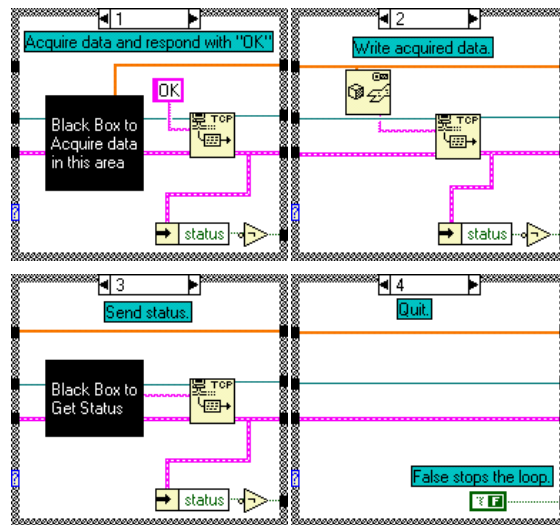 1
Acquire data and respond with "OK"
OK
TCP
Black Box to
Acquire data
in this area
status
?
2
Write acquired data.
TCP
status
?
3
Send status.
TCP
Black Box to
Get Status
status
?
4
Quit.
False stops the loop.
F
?